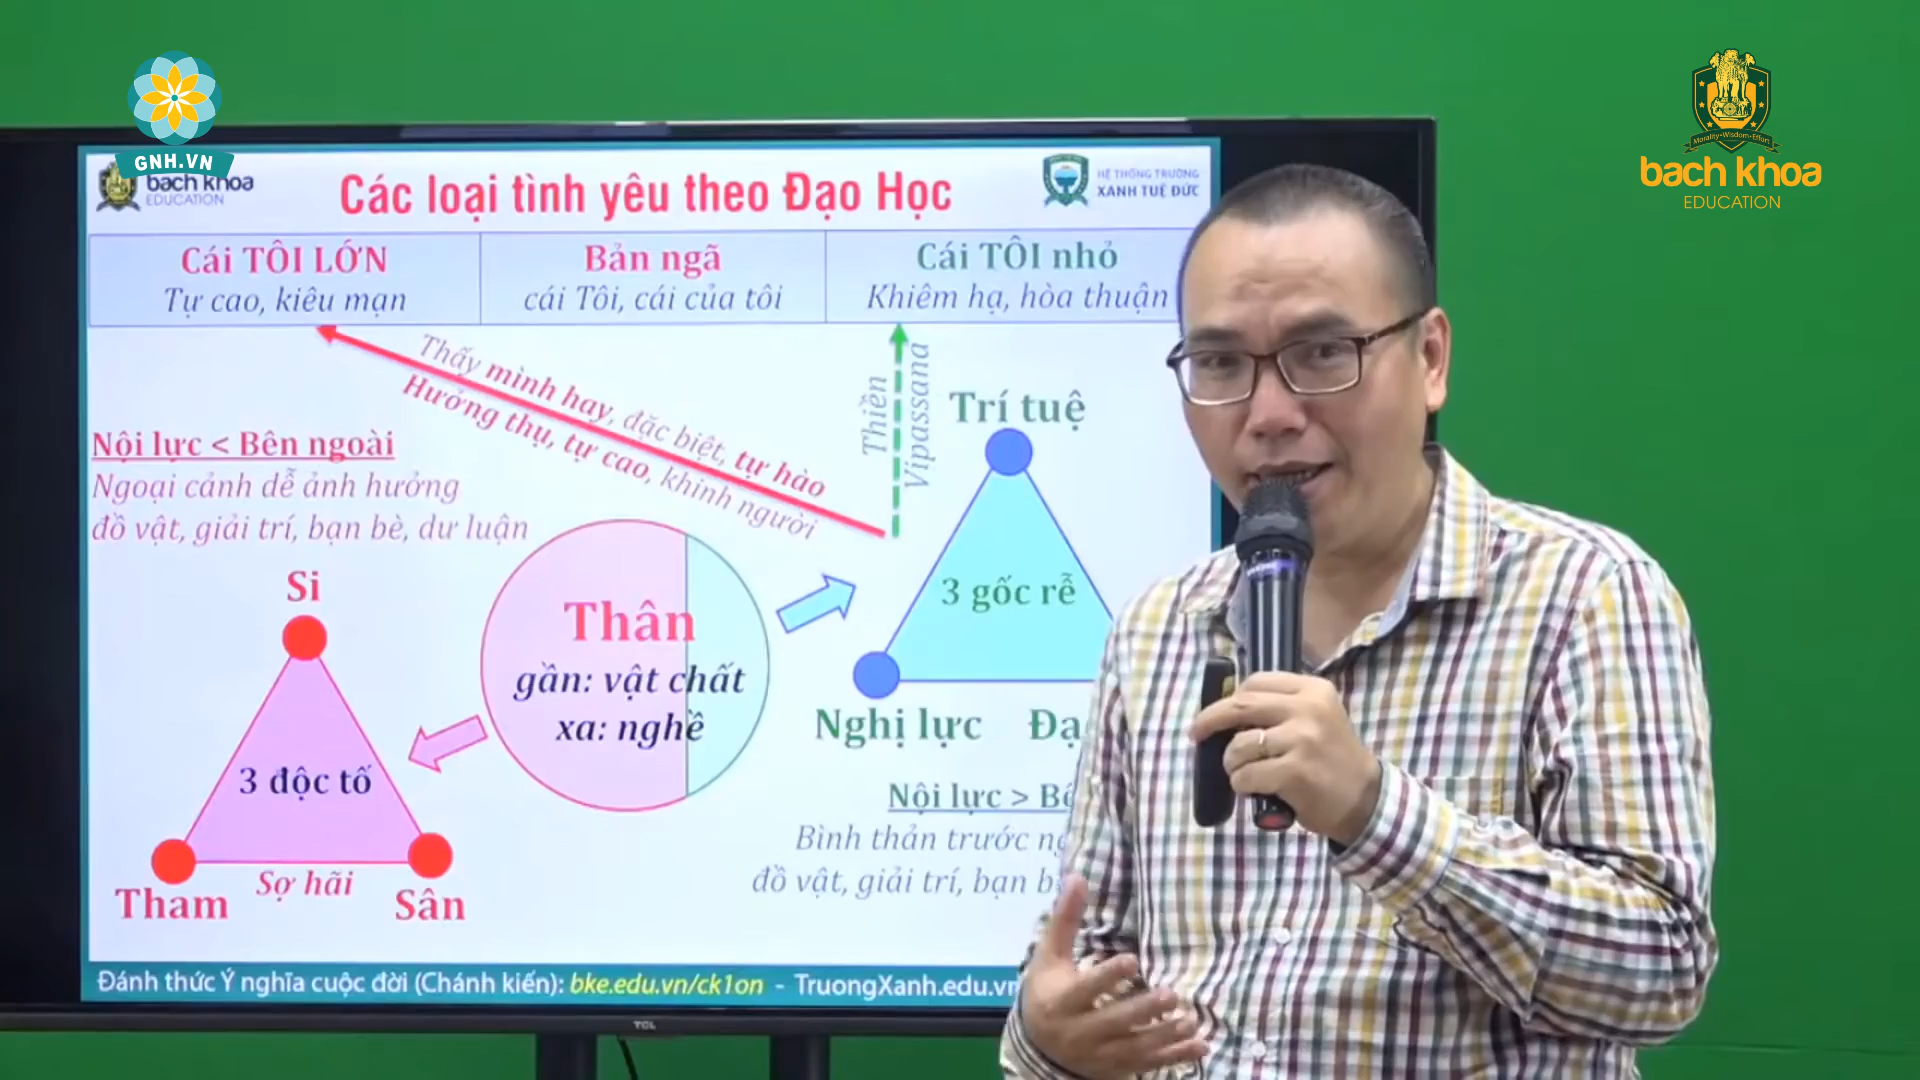 GNH.VN
Morality•Wisdom•Effort
bach khoa
EDUCATION
bach khoa
EDUCATION
Các loại tình yêu theo Đạo Học
HỆ THỐNG TRƯỜNG
XANH TUỆ ĐỨC
Cái TÔI LỚN
Tự cao, kiêu mạn
Bản ngã
cái Tôi, cái của tôi
Cái TÔI nhỏ
Khiêm hạ, hòa thuận
Thấy mình hay, đặc biệt, tự hào
Hưởng thụ, tự cao, khinh người
Thiền
Vipassana
Trí tuệ
3 gốc rễ
Nghị lực
Nội lực < Bên ngoài
Ngoại cảnh dễ ảnh hưởng
đồ vật, giải trí, bạn bè, dư luận
Si
3 độc tố
Tham
Sợ hãi
Sân
Thân
gần: vật chất
xa: nghề
Nội lực >
Bình thản trước
đồ vật, giải trí, bạn
Đánh thức Ý nghĩa cuộc đời (Chánh kiến): bke.edu.vn/ck1on - TruongXanh.edu.vn
TCL